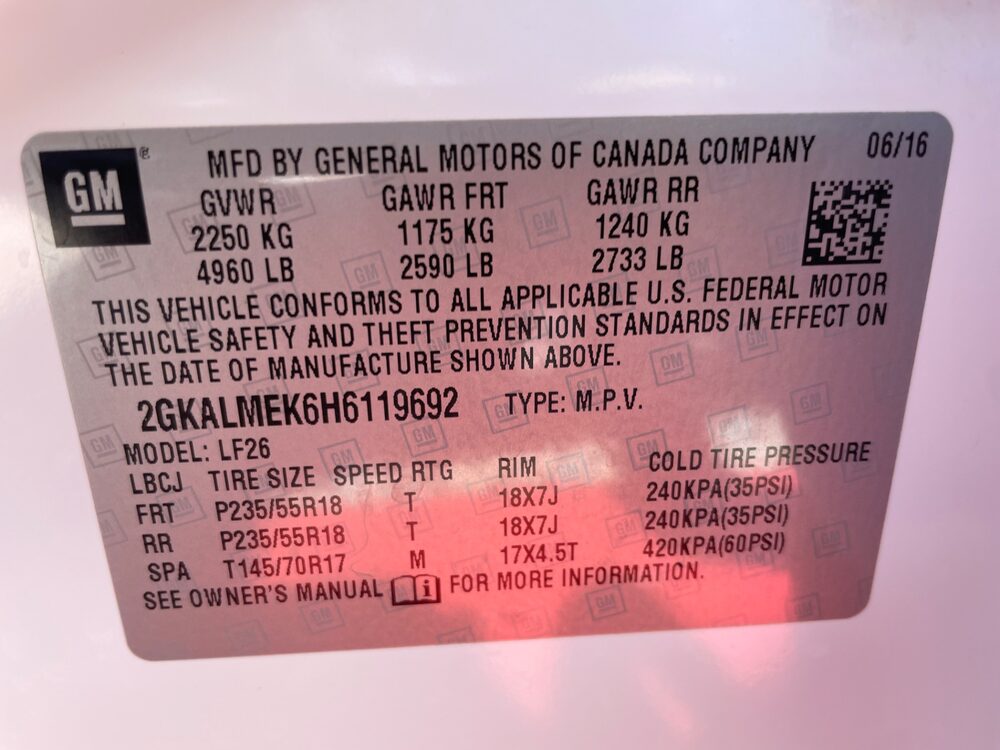 GM
MFD BY GENERAL MOTORS OF CANADA COMPANY 06/16
GVWR GAWR FRT GAWR RR
2250 KG 1175 KG 1240 KG
4960 LB 2590 LB 2733 LB
THIS VEHICLE CONFORMS TO ALL APPLICABLE U.S. FEDERAL MOTOR
VEHICLE SAFETY AND THEFT PREVENTION STANDARDS IN EFFECT ON
THE DATE OF MANUFACTURE SHOWN ABOVE.
2GKALMEK6H6119692 TYPE: M.P.V.
MODEL: LF26
LBCJ TIRE SIZE SPEED RTG RIM COLD TIRE PRESSURE
FRT P235/55R18 T 18X7J 240KPA(35PSI)
RR P235/55R18 T 18X7J 240KPA(35PSI)
SPA T145/70R17 M 17X4.5T 420KPA(60PSI)
SEE OWNER'S MANUAL i FOR MORE INFORMATION.